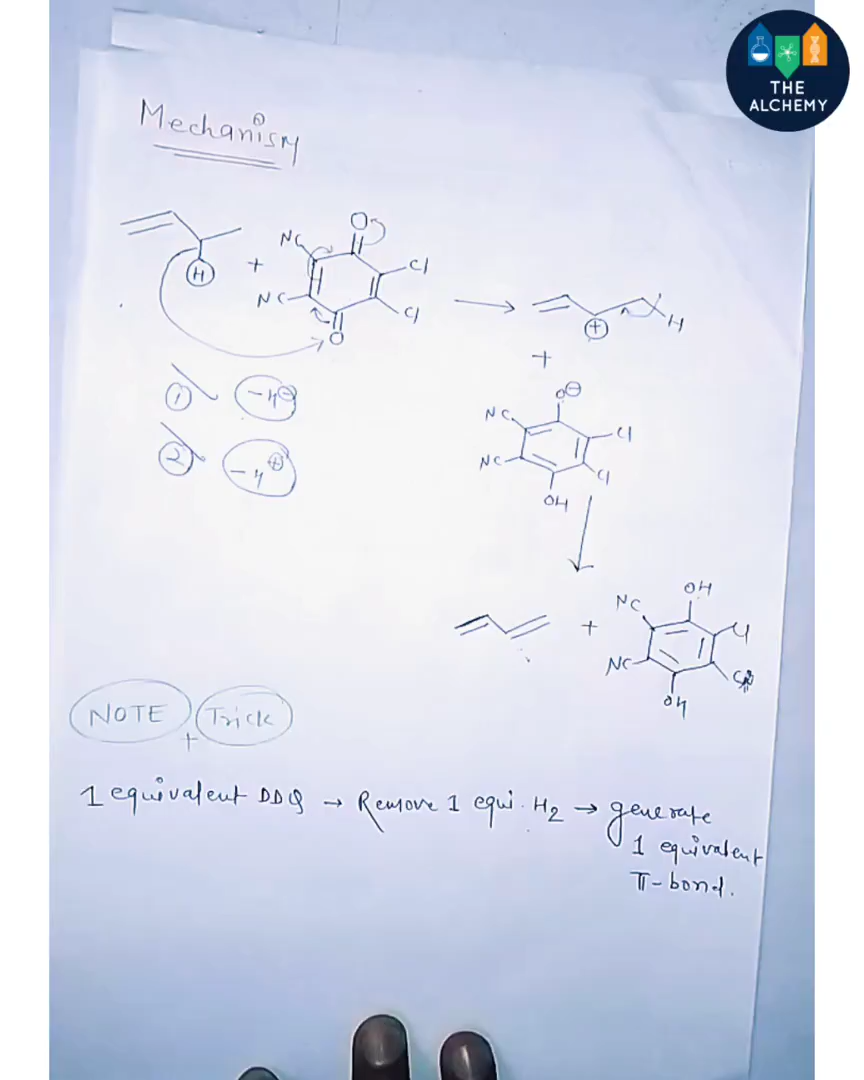 THE
ALCHEMY
Mechanism
H
+
NC
NC
O
O
Cl
Cl
+
H
+
① -H⊖
② -H⊕
O⊖
NC
NC
Cl
Cl
OH
+
OH
NC
NC
Cl
OH
NOTE + Trick
1 equivalent DDQ → Remove 1 equi. H₂ → generate
1 equivalent
π-bond.